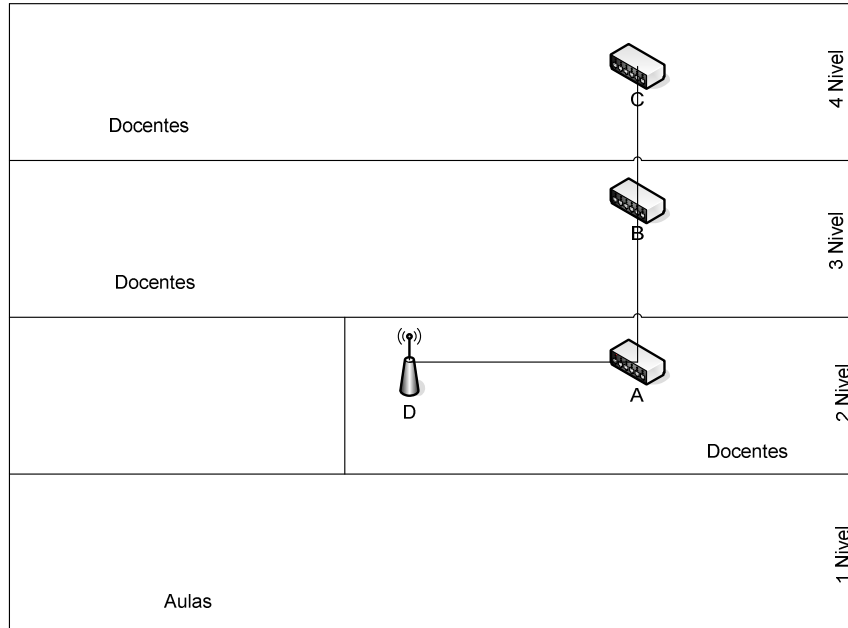 C
4 Nivel
Docentes
B
3 Nivel
Docentes
D
A
2 Nivel
Docentes
1 Nivel
Aulas